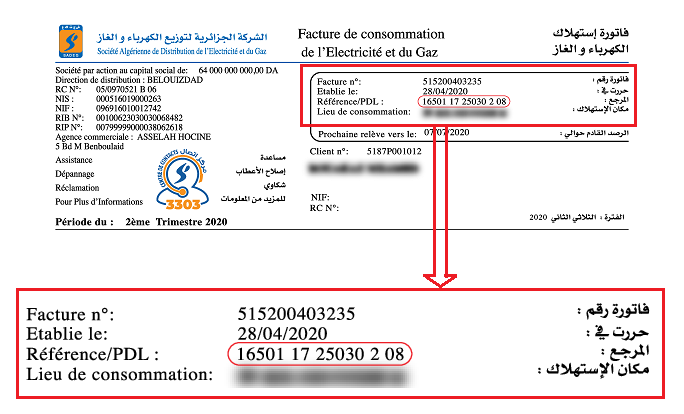 الشركة الجزائرية لتوزيع الكهرباء و الغاز
Société Algérienne de Distribution de l'Electricité et du Gaz
SADEG
Facture de consommation
de l'Electricité et du Gaz
فاتورة إستهلاك
الكهرباء و الغاز
Société par action au capital social de: 64 000 000 000,00 DA
Direction de distribution : BELOUIZDAD
RC N°: 05/0970521 B 06
NIS : 000516019000263
NIF : 096916010012742
RIB N°: 00100623030030068482
RIP N°: 00799999000038062618
Agence commerciale : ASSELAH HOCINE
5 Bd M Benboulaid
Assistance مساعدة
Dépannage إصلاح الأعطاب
Réclamation شكاوي
Pour Plus d'Informations للمزيد من المعلومات
مركز إتصال
CENTRE DE CONTACTS
3303
Période du : 2ème Trimestre 2020
Facture n°: 515200403235 فاتورة رقم :
Etablie le: 28/04/2020 حررت في :
Référence/PDL : 16501 17 25030 2 08 المرجع :
Lieu de consommation: مكان الإستهلاك :
Prochaine relève vers le: 07/07/2020 الرصد القادم حوالي :
Client n°: 5187P001012
NIF:
RC N°:
الفترة : الثلاثي الثاني 2020
Facture n°: 515200403235 فاتورة رقم :
Etablie le: 28/04/2020 حررت في :
Référence/PDL : 16501 17 25030 2 08 المرجع :
Lieu de consommation: مكان الإستهلاك :